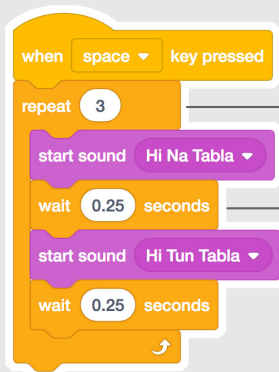 when space key pressed
repeat 3
start sound Hi Na Tabla
wait 0.25 seconds
start sound Hi Tun Tabla
wait 0.25 seconds